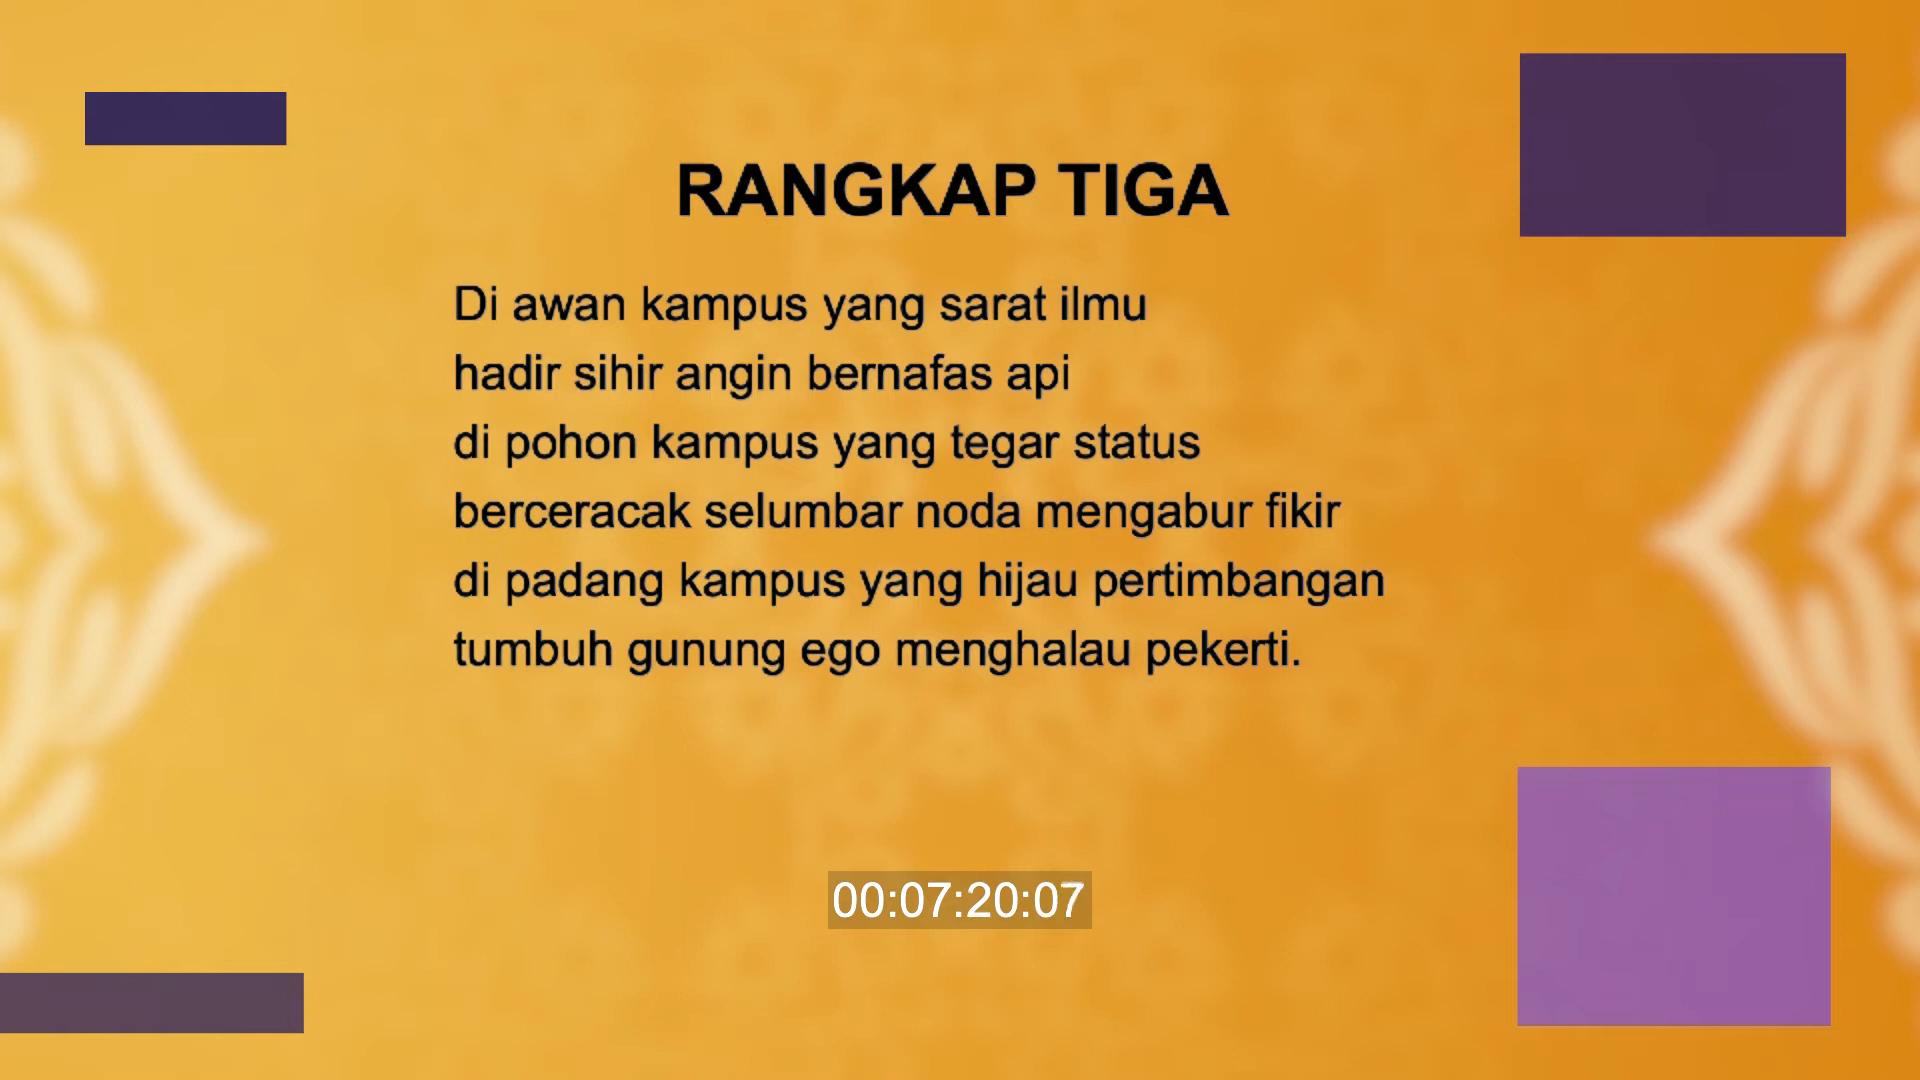 RANGKAP TIGA
Di awan kampus yang sarat ilmu
hadir sihir angin bernafas api
di pohon kampus yang tegar status
berceracak selumbar noda mengabur fikir
di padang kampus yang hijau pertimbangan
tumbuh gunung ego menghalau pekerti.
00:07:20:07